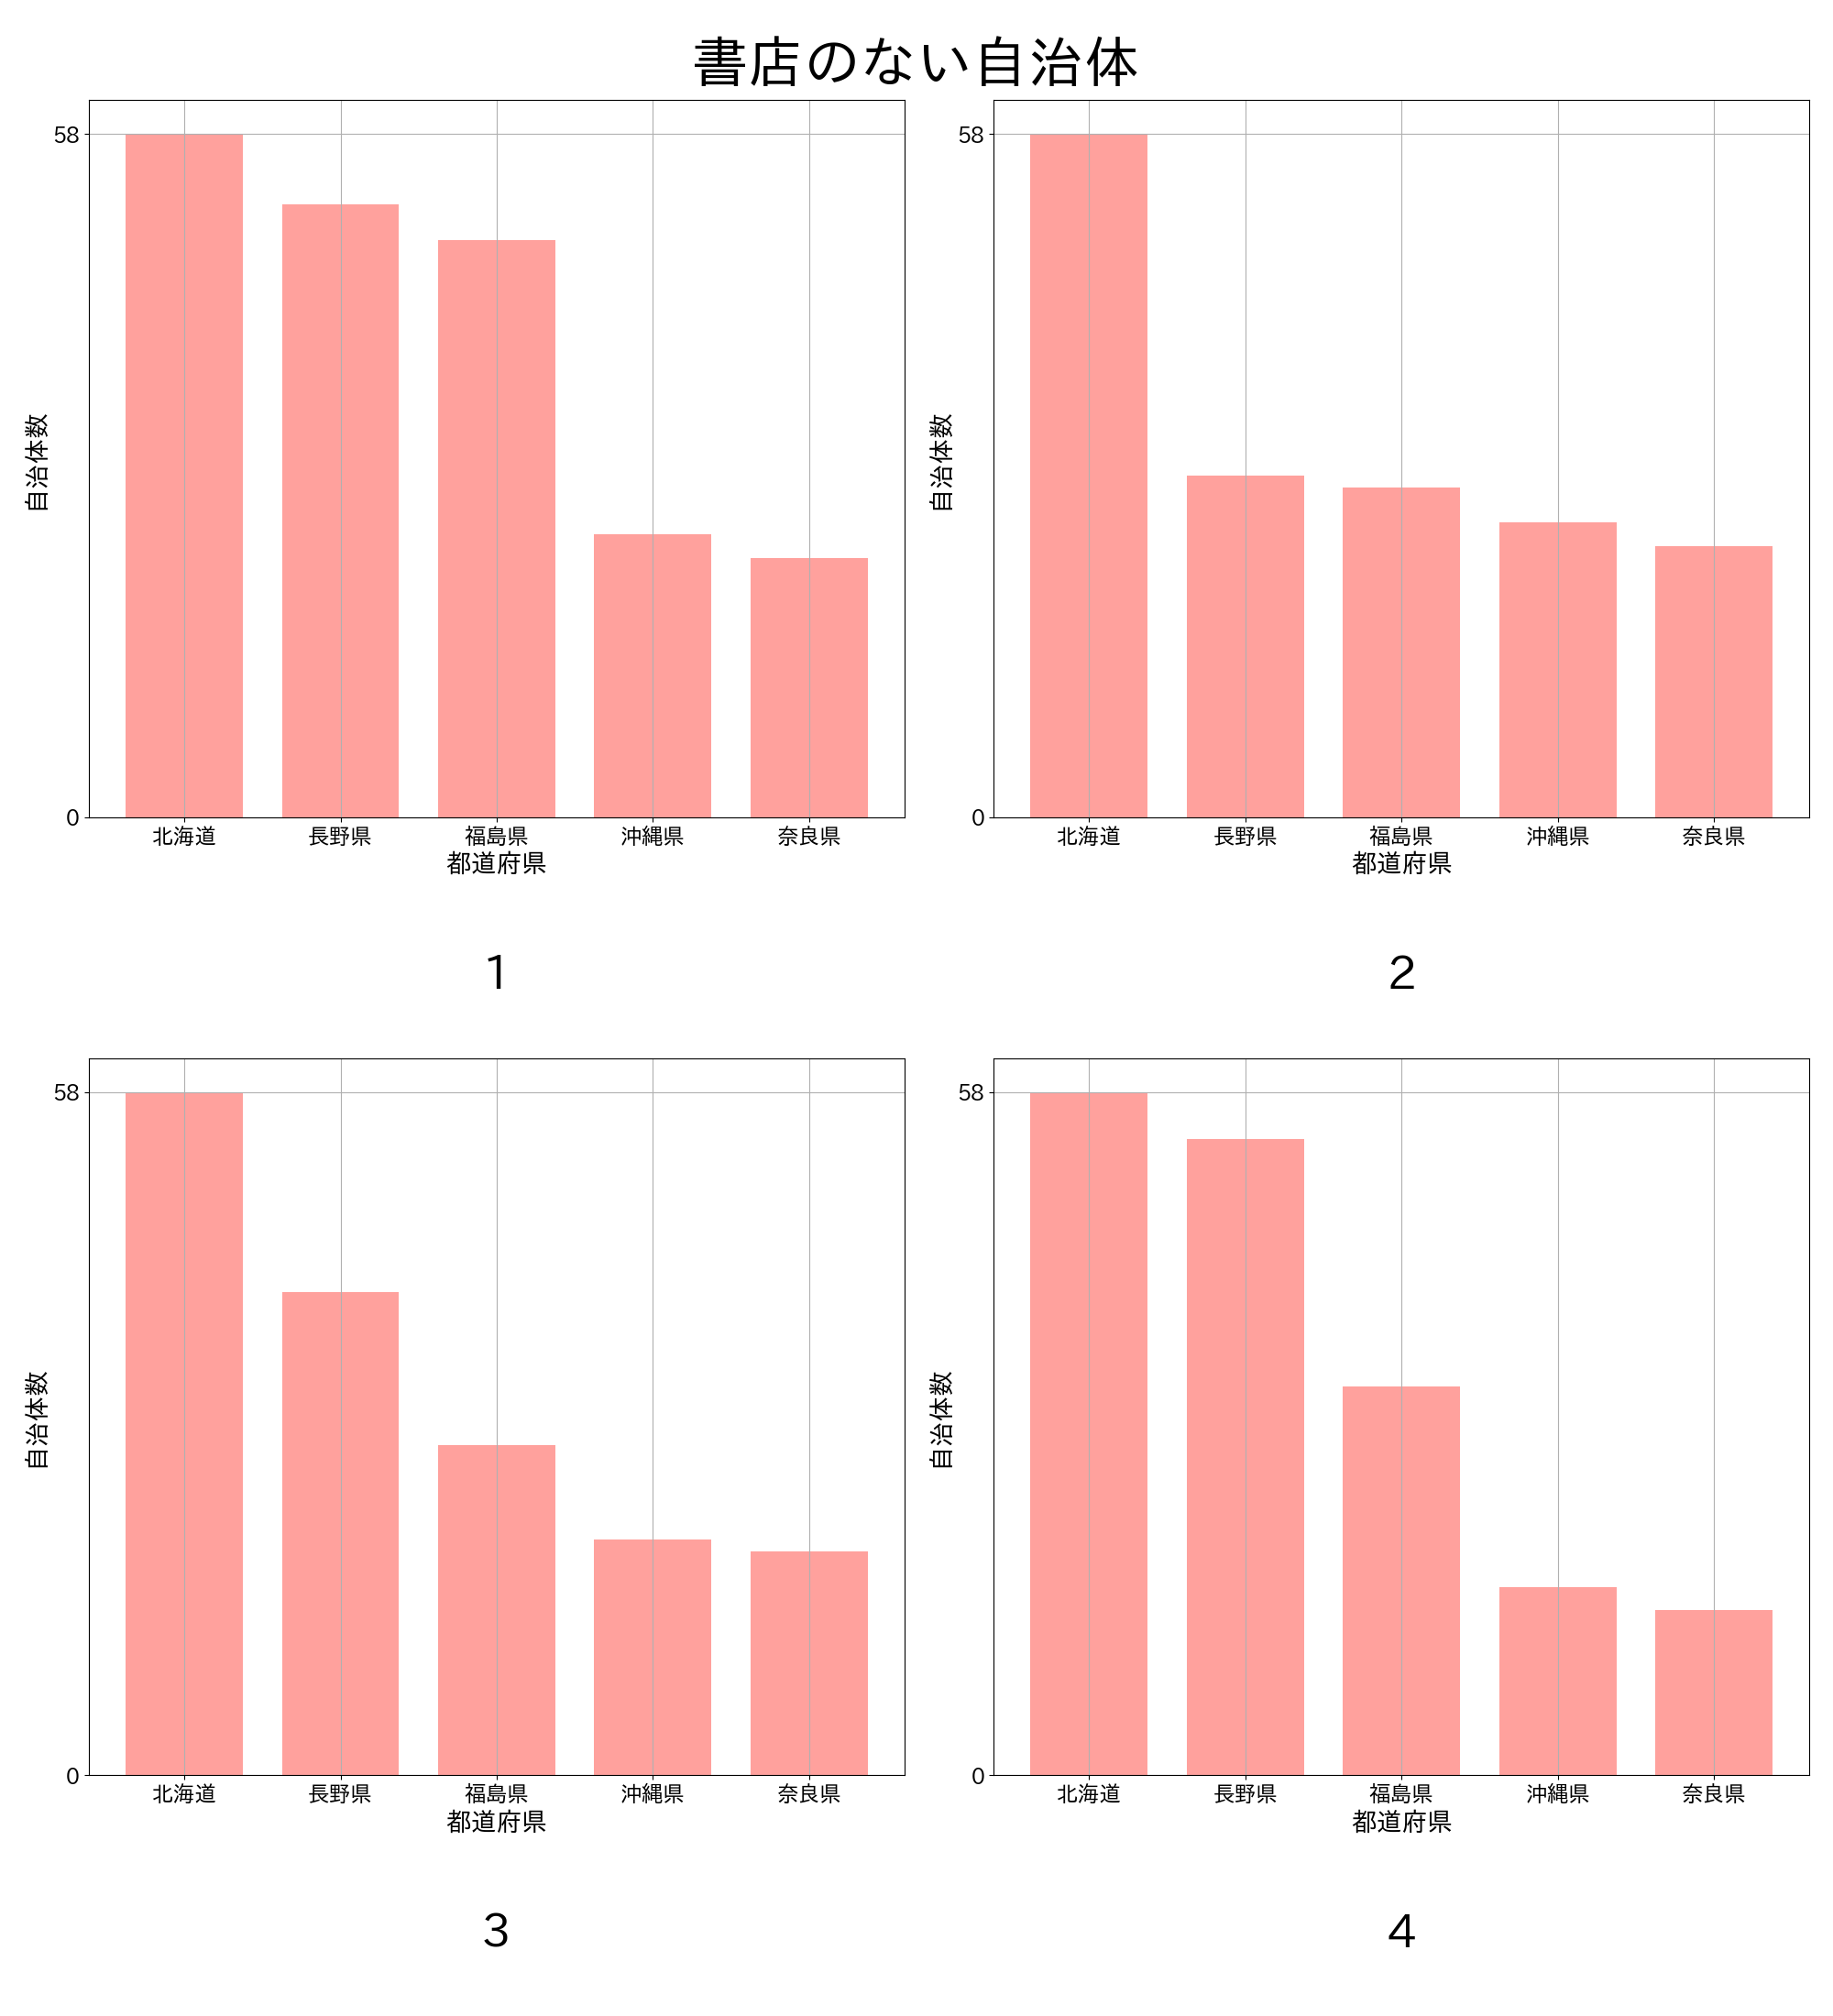 書店のない自治体
58
0
自治体数
北海道 長野県 福島県 沖縄県 奈良県
都道府県
1
58
0
自治体数
北海道 長野県 福島県 沖縄県 奈良県
都道府県
2
58
0
自治体数
北海道 長野県 福島県 沖縄県 奈良県
都道府県
3
58
0
自治体数
北海道 長野県 福島県 沖縄県 奈良県
都道府県
4